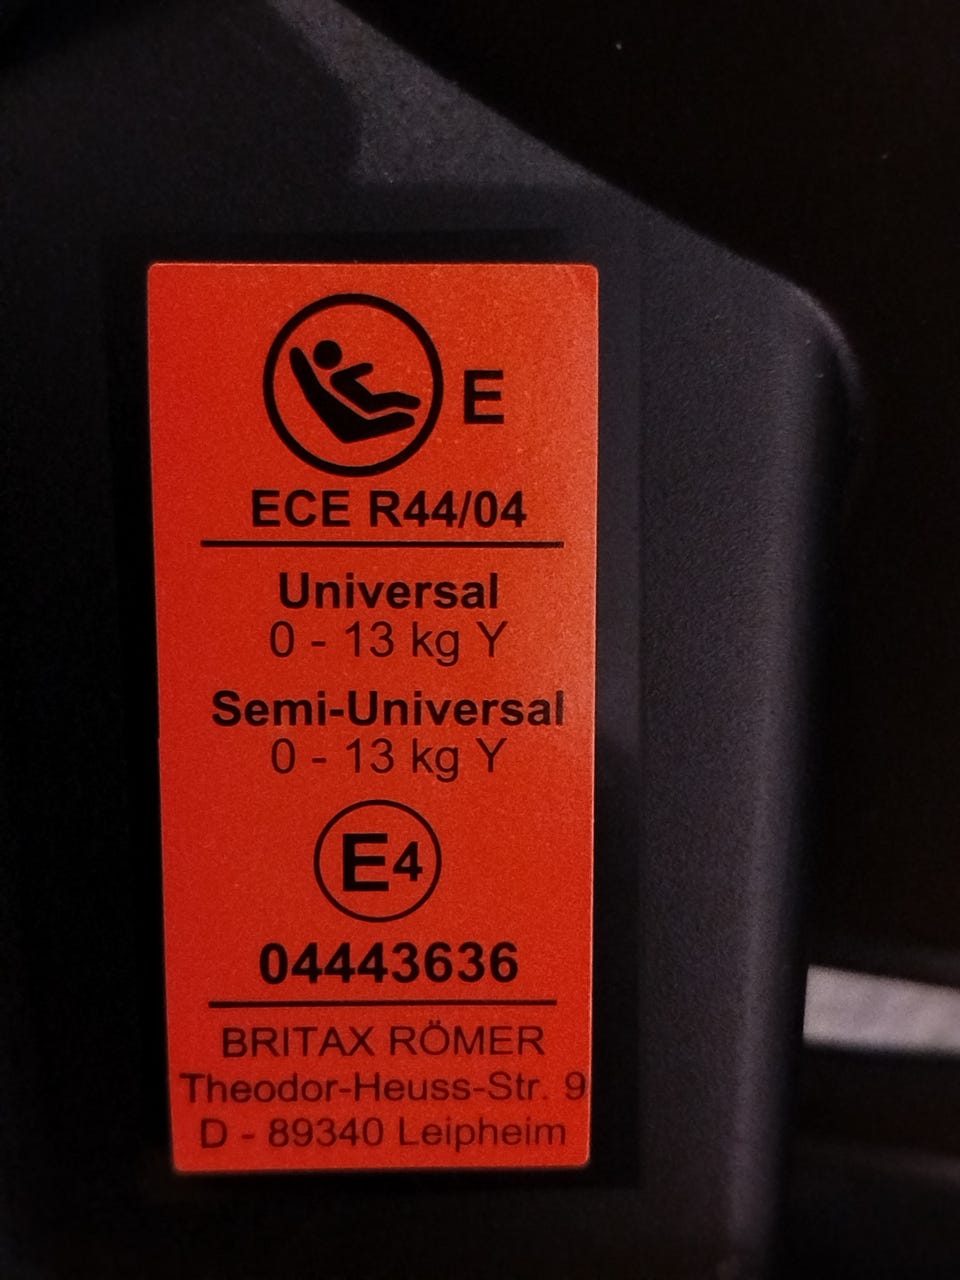 E
ECE R44/04
Universal
0 - 13 kg Y
Semi-Universal
0 - 13 kg Y
E4
04443636
BRITAX RÖMER
Theodor-Heuss-Str. 9
D - 89340 Leipheim